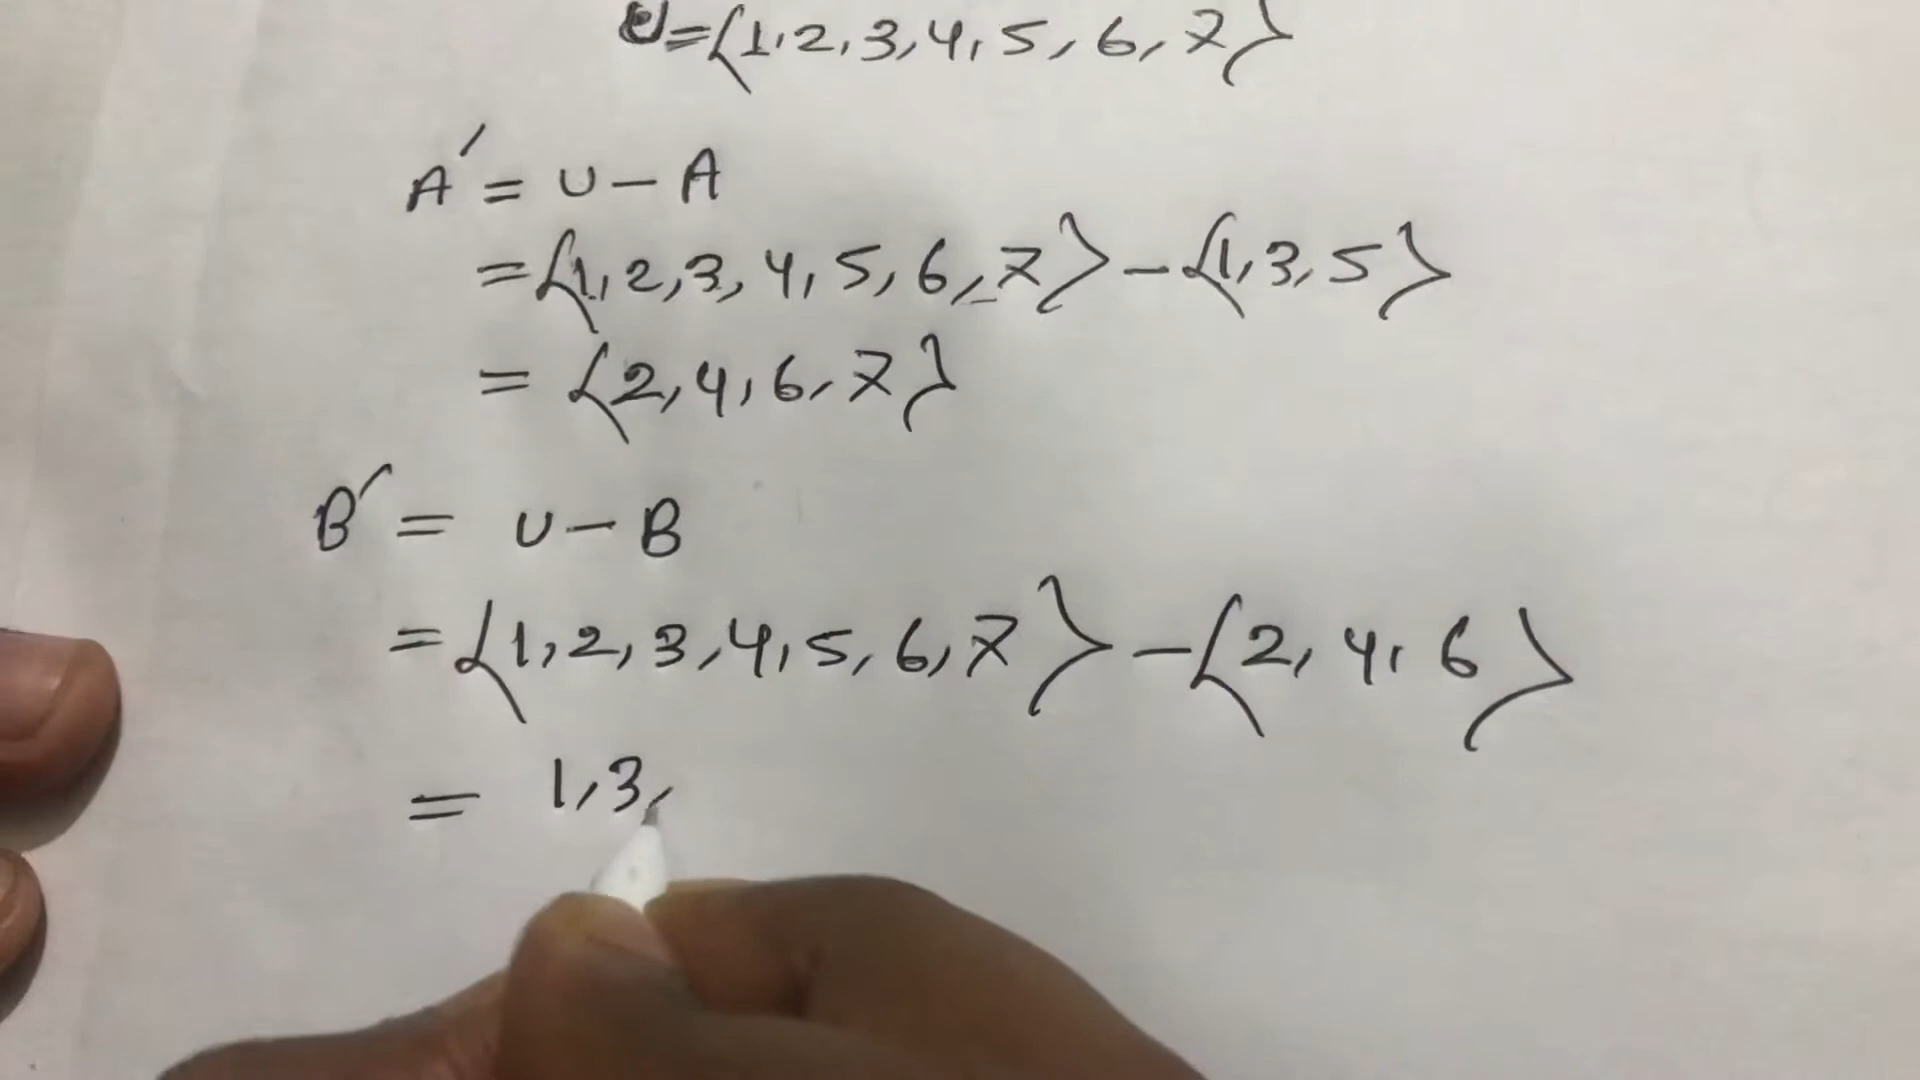 U={1,2,3,4,5,6,7}
A′=U-A
={1,2,3,4,5,6,7}-{1,3,5}
={2,4,6,7}
B′=U-B
={1,2,3,4,5,6,7}-{2,4,6}
=1,3,